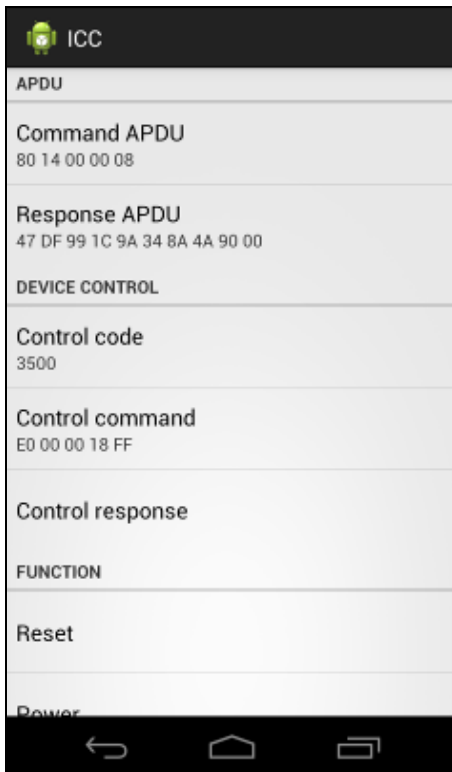 ICC
APDU
Command APDU
80 14 00 00 08
Response APDU
47 DF 99 1C 9A 34 8A 4A 90 00
DEVICE CONTROL
Control code
3500
Control command
E0 00 00 18 FF
Control response
FUNCTION
Reset
Power